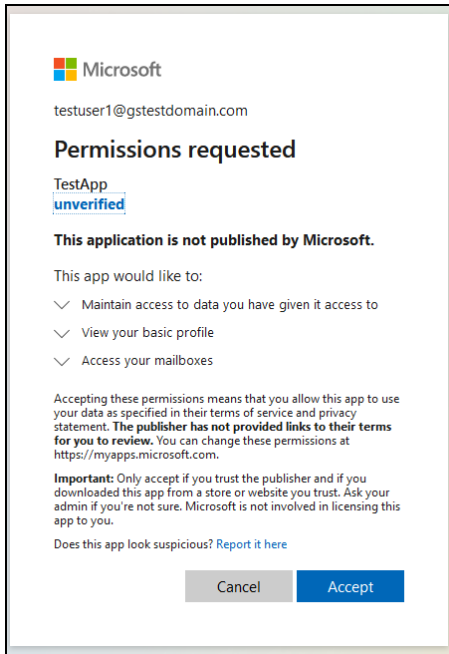 Microsoft
testuser1@gstestdomain.com
Permissions requested
TestApp
unverified
This application is not published by Microsoft.
This app would like to:
Maintain access to data you have given it access to
View your basic profile
Access your mailboxes
Accepting these permissions means that you allow this app to use
your data as specified in their terms of service and privacy
statement. The publisher has not provided links to their terms
for you to review. You can change these permissions at
https://myapps.microsoft.com.
Important: Only accept if you trust the publisher and if you
downloaded this app from a store or website you trust. Ask your
admin if you're not sure. Microsoft is not involved in licensing this
app to you.
Does this app look suspicious? Report it here
Cancel
Accept